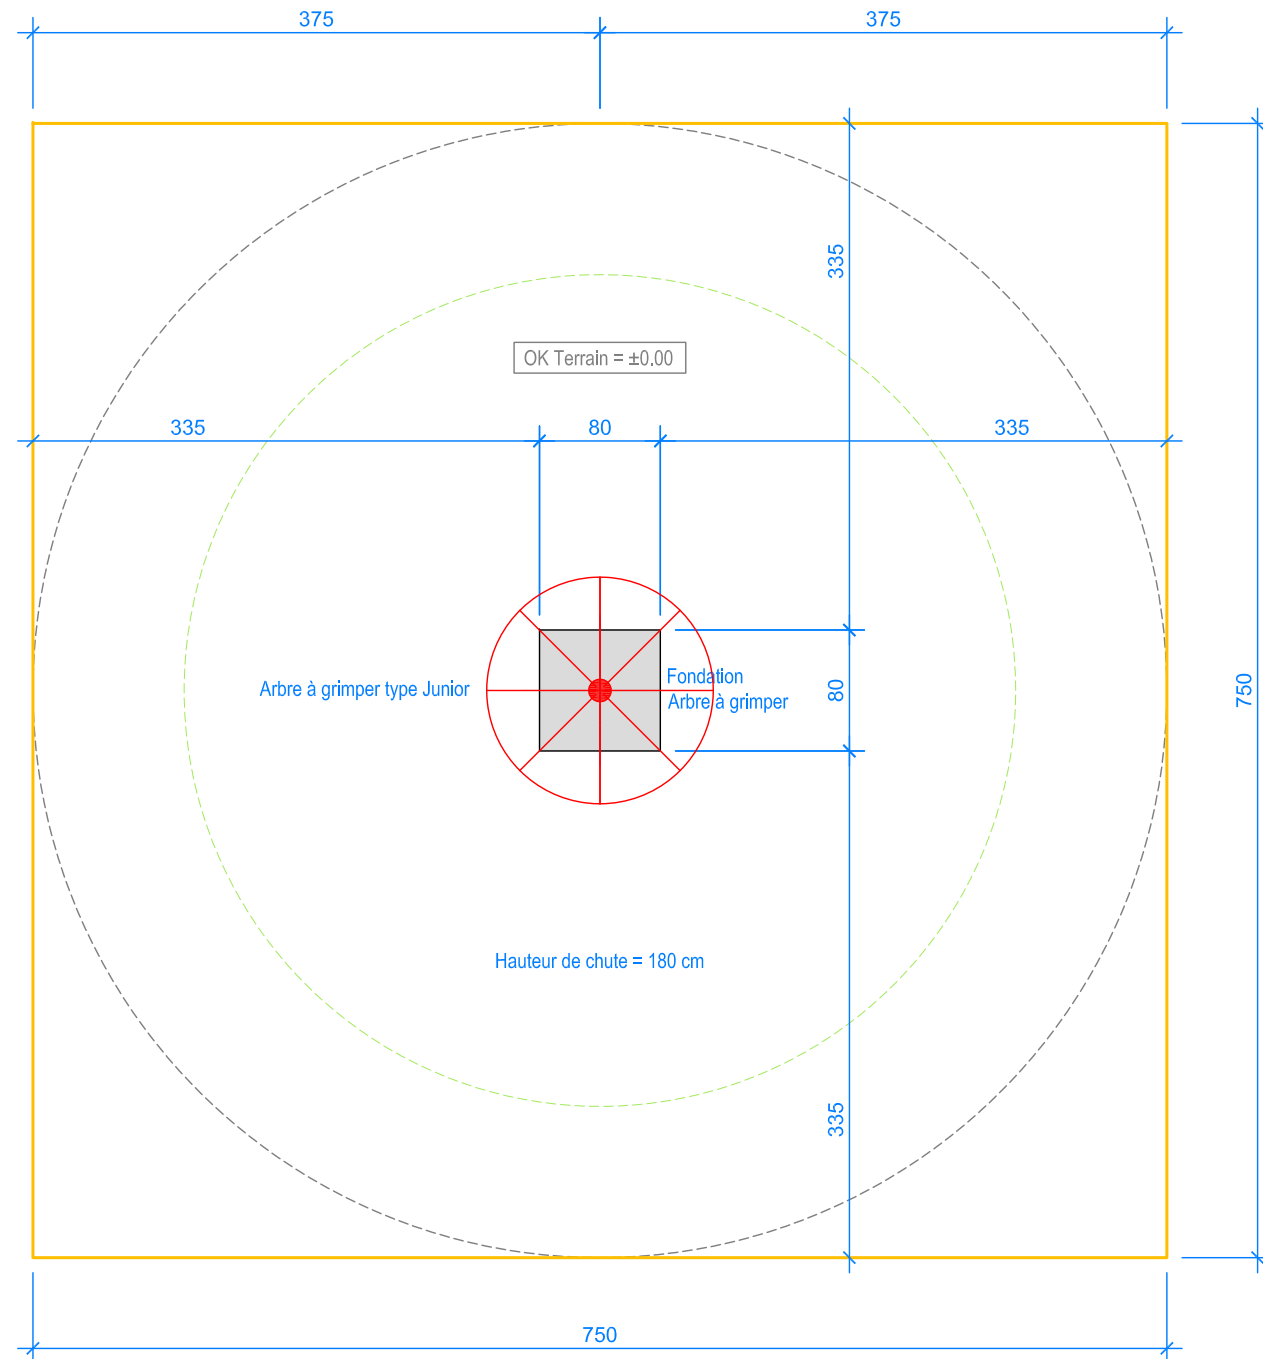 375
375
335
OK Terrain = ±0.00
335
80
335
Arbre à grimper type Junior
Fondation
Arbre à grimper
80
750
Hauteur de chute = 180 cm
335
750